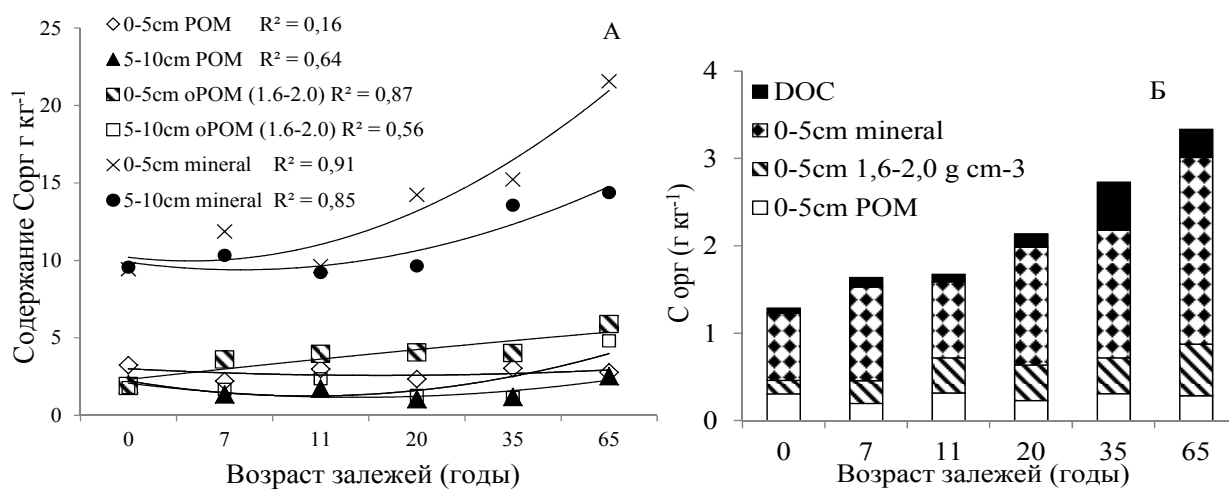 25
20
15
10
5
0
Содержание Сорг г кг⁻¹
0-5cm POM R² = 0,16
5-10cm POM R² = 0,64
0-5cm oPOM (1.6-2.0) R² = 0,87
5-10cm oPOM (1.6-2.0) R² = 0,56
0-5cm mineral R² = 0,91
5-10cm mineral R² = 0,85
А
0 7 11 20 35 65
Возраст залежей (годы)
4
3
2
1
0
С орг (г кг⁻¹)
DOC
0-5cm mineral
0-5cm 1,6-2,0 g cm-3
0-5cm POM
Б
0 7 11 20 35 65
Возраст залежей (годы)